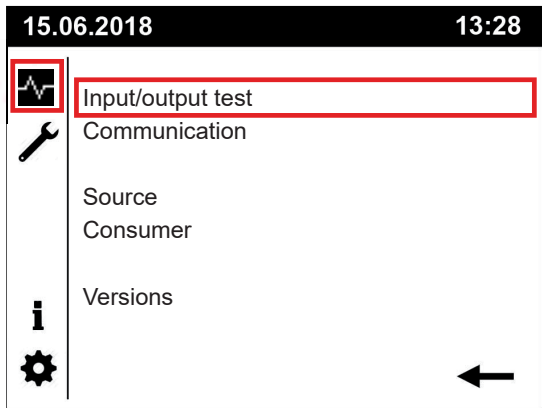 15.06.2018 13:28
Input/output test
Communication
Source
Consumer
Versions
i